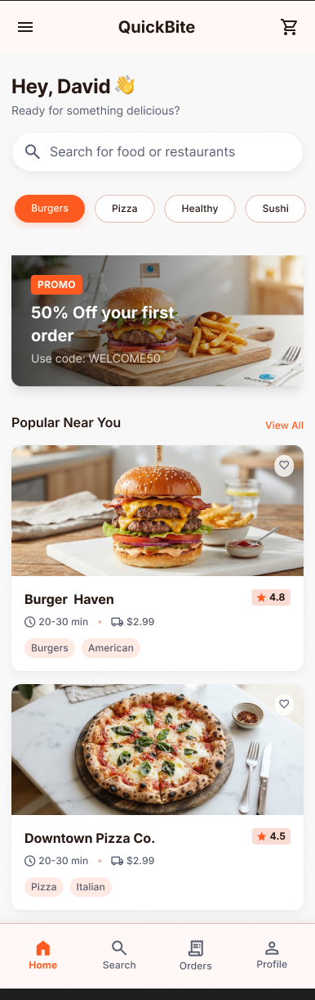 QuickBite
Hey, David 👋
Ready for something delicious?
Search for food or restaurants
Burgers
Pizza
Healthy
Sushi
PROMO
50% Off your first
order
Use code: WELCOME50
Popular Near You
View All
Burger Haven
4.8
20-30 min • $2.99
Burgers
American
Downtown Pizza Co.
4.5
20-30 min • $2.99
Pizza
Italian
Home
Search
Orders
Profile